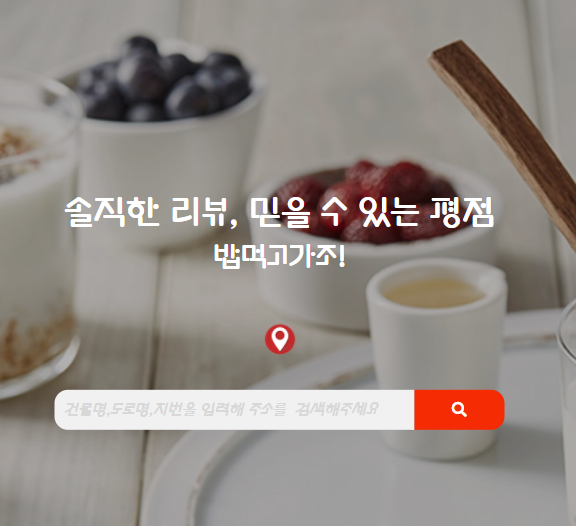 솔직한 리뷰, 믿을 수 있는 평점
밥먹고가조!
건물명,도로명,지번을 입력해 주소를 검색해주세요